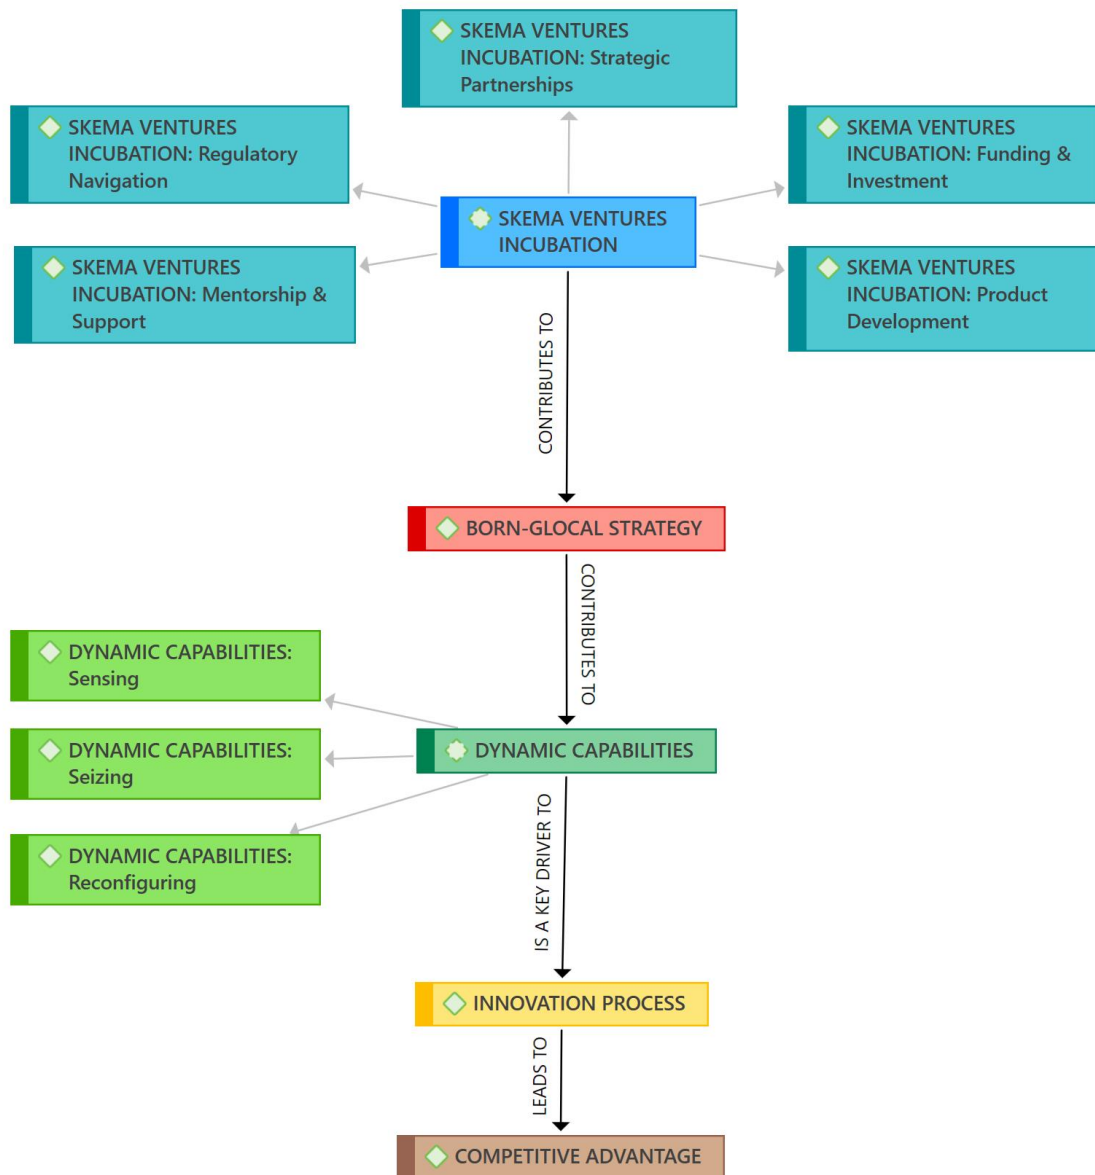 SKEMA VENTURES
INCUBATION: Strategic
Partnerships
SKEMA VENTURES
INCUBATION: Regulatory
Navigation
SKEMA VENTURES
INCUBATION: Funding &
Investment
SKEMA VENTURES
INCUBATION
SKEMA VENTURES
INCUBATION: Mentorship &
Support
SKEMA VENTURES
INCUBATION: Product
Development
CONTRIBUTES TO
BORN-GLOCAL STRATEGY
CONTRIBUTES TO
DYNAMIC CAPABILITIES:
Sensing
DYNAMIC CAPABILITIES:
Seizing
DYNAMIC CAPABILITIES
DYNAMIC CAPABILITIES:
Reconfiguring
IS A KEY DRIVER TO
INNOVATION PROCESS
LEADS TO
COMPETITIVE ADVANTAGE